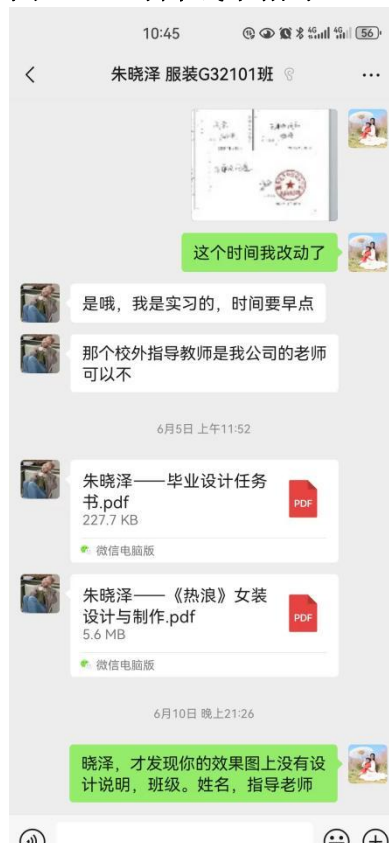 10:45
56
朱晓泽 服装G32101班
这个时间我改动了
是哦，我是实习的，时间要早点
那个校外指导教师是我公司的老师
可以不
6月5日 上午11:52
朱晓泽——毕业设计任务
书.pdf
227.7 KB
PDF
微信电脑版
朱晓泽——《热浪》女装
设计与制作.pdf
5.6 MB
PDF
微信电脑版
6月10日 晚上21:26
晓泽，才发现你的效果图上没有设
计说明，班级。姓名，指导老师